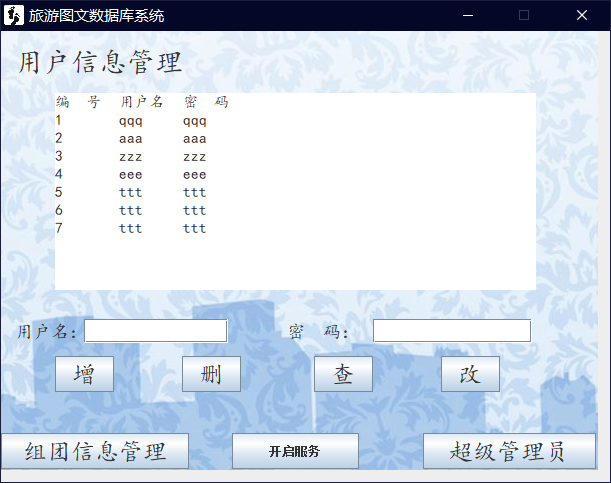 旅游图文数据库系统
用户信息管理
编 号 用户名 密 码
1 qqq qqq
2 aaa aaa
3 zzz zzz
4 eee eee
5 ttt ttt
6 ttt ttt
7 ttt ttt
用户名: 密 码:
增 删 查 改
组团信息管理 开启服务 超级管理员